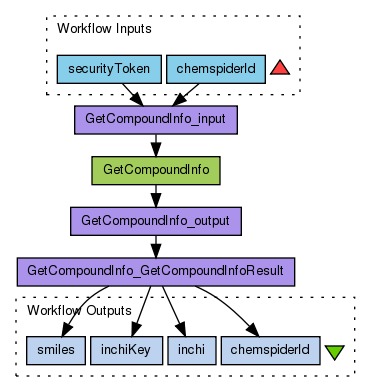 Workflow Inputs
securityToken
chemspiderId
GetCompoundInfo_input
GetCompoundInfo
GetCompoundInfo_output
GetCompoundInfo_GetCompoundInfoResult
Workflow Outputs
smiles
inchiKey
inchi
chemspiderId